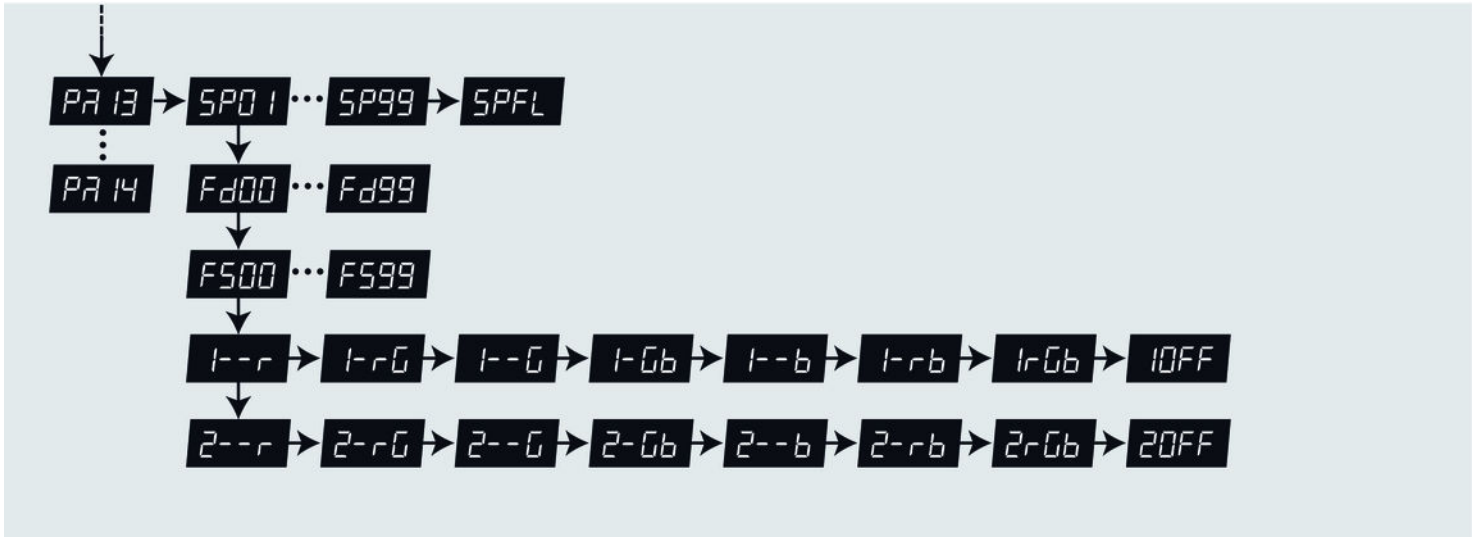 PA13 SP01 ... SP99 SPFL
PA14 Fd00 ... Fd99
FS00 ... FS99
1--r 1-rG 1--G 1-Gb 1--b 1-rb 1rGb 1OFF
2--r 2-rG 2--G 2-Gb 2--b 2-rb 2rGb 2OFF